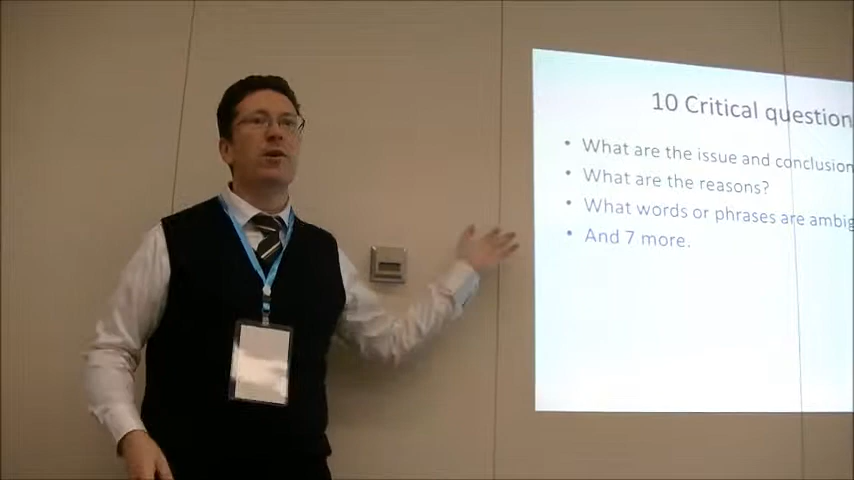 10 Critical question
• What are the issue and conclusion
• What are the reasons?
• What words or phrases are ambig
• And 7 more.